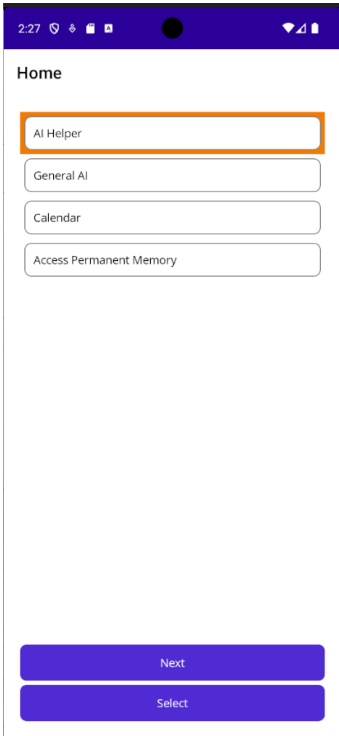 2:27
Home
AI Helper
General AI
Calendar
Access Permanent Memory
Next
Select